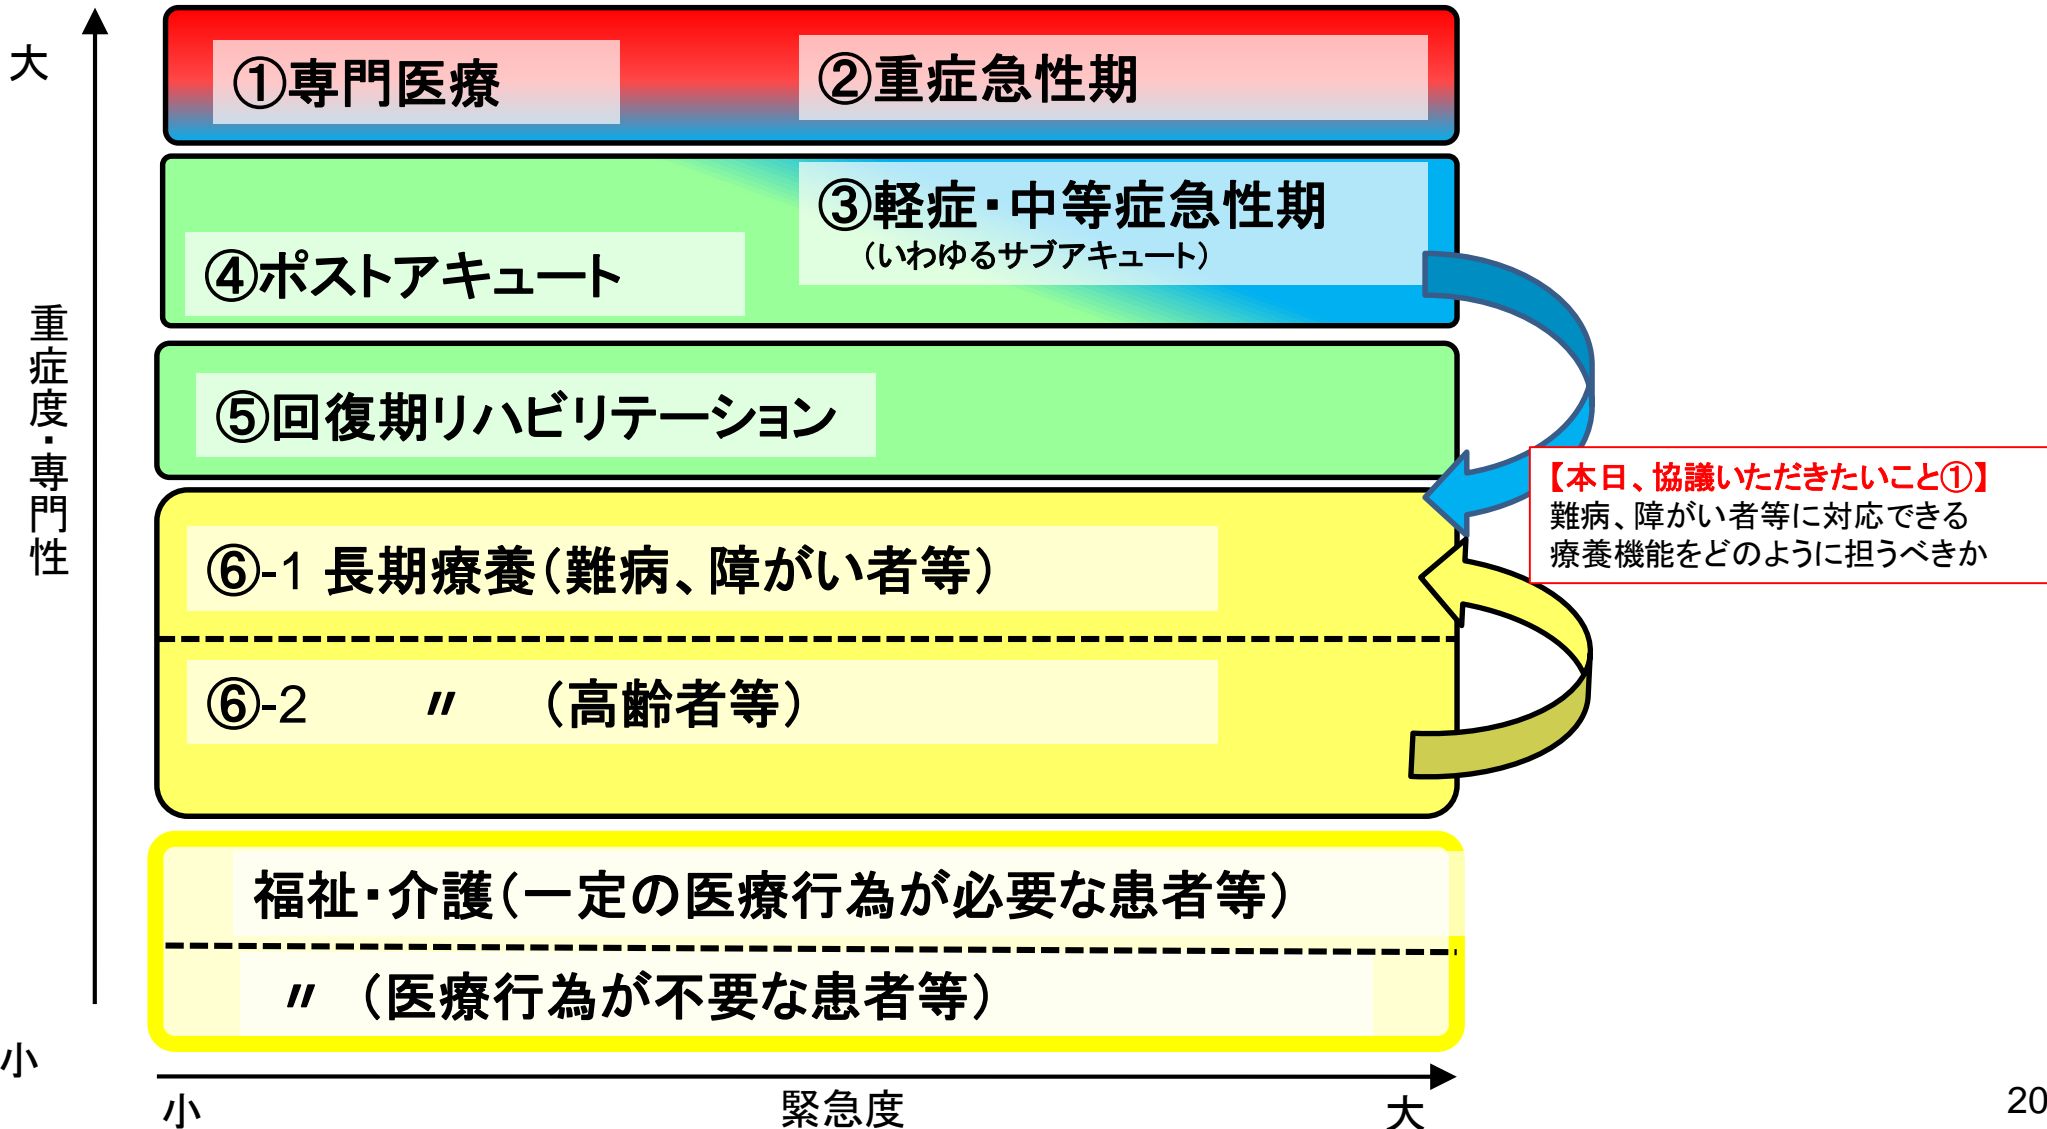 大
①専門医療
②重症急性期
③軽症・中等症急性期
（いわゆるサブアキュート）
④ポストアキュート
重症度・専門性
⑤回復期リハビリテーション
【本日、協議いただきたいこと①】
難病、障がい者等に対応できる
療養機能をどのように担うべきか
⑥-1 長期療養（難病、障がい者等）
⑥-2 〃 （高齢者等）
福祉・介護（一定の医療行為が必要な患者等）
〃 （医療行為が不要な患者等）
小
小
緊急度
大
20